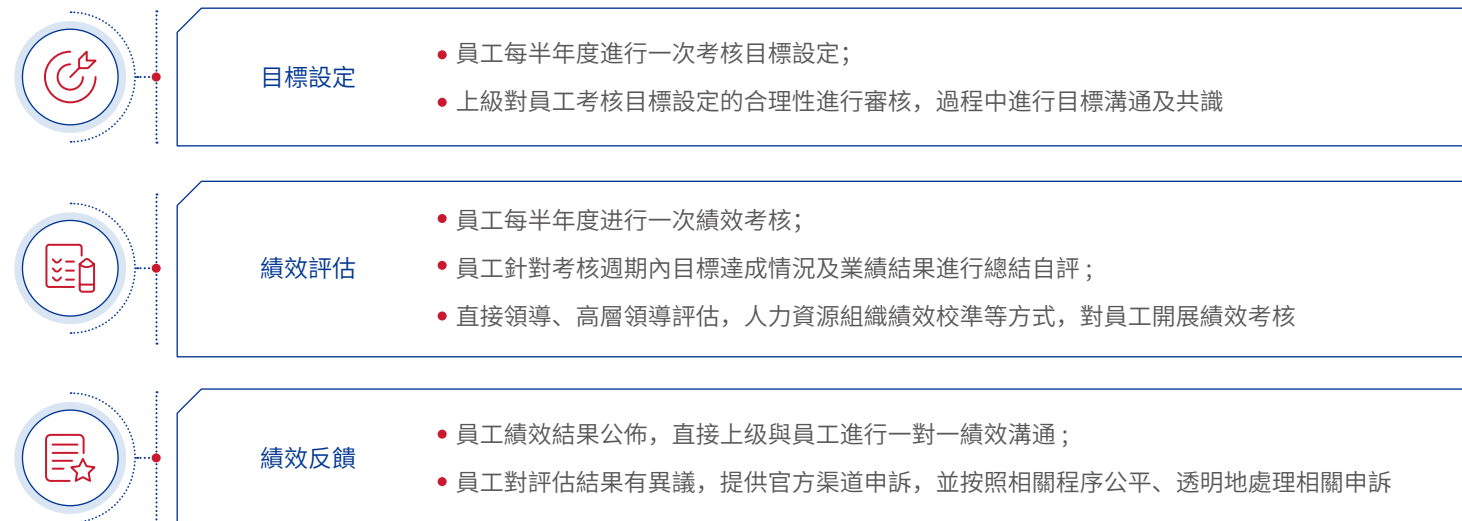 目標設定
員工每半年度進行一次考核目標設定；
上級對員工考核目標設定的合理性進行審核，過程中進行目標溝通及共識
績效評估
員工每半年度进行一次績效考核；
員工針對考核週期內目標達成情況及業績結果進行總結自評 ;
直接領導、高層領導評估，人力資源組織績效校準等方式，對員工開展績效考核
績效反饋
員工績效結果公佈，直接上级與員工進行一對一績效溝通 ;
員工對評估結果有異議，提供官方渠道申訴，並按照相關程序公平、透明地處理相關申訴